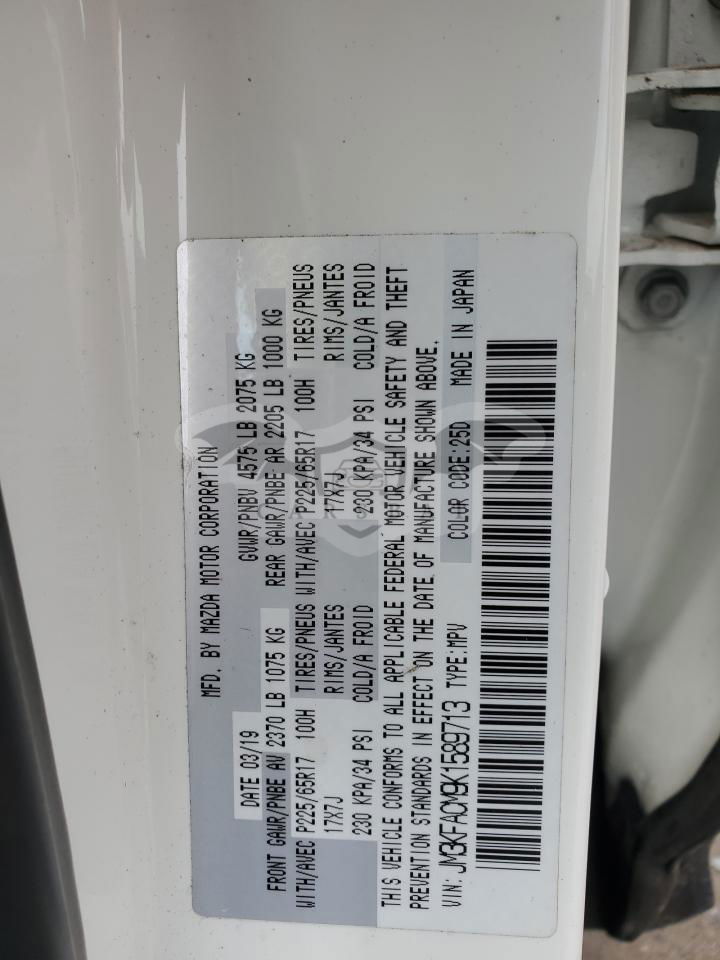 MFD. BY MAZDA MOTOR CORPORATION
DATE 03/19 GVWR/PNBV 4575 LB 2075 KG
FRONT GAWR/PNBE AV 2370 LB 1075 KG REAR GAWR/PNBE AR 2205 LB 1000 KG
WITH/AVEC P225/65R17 100H TIRES/PNEUS WITH/AVEC P225/65R17 100H TIRES/PNEUS
17X7J RIMS/JANTES 17X7J RIMS/JANTES
230 KPA/34 PSI COLD/A FROID 230 KPA/34 PSI COLD/A FROID
THIS VEHICLE CONFORMS TO ALL APPLICABLE FEDERAL MOTOR VEHICLE SAFETY AND THEFT
PREVENTION STANDARDS IN EFFECT ON THE DATE OF MANUFACTURE SHOWN ABOVE.
VIN: JM3KFACM9K1589713 TYPE:MPV COLOR CODE:25D MADE IN JAPAN